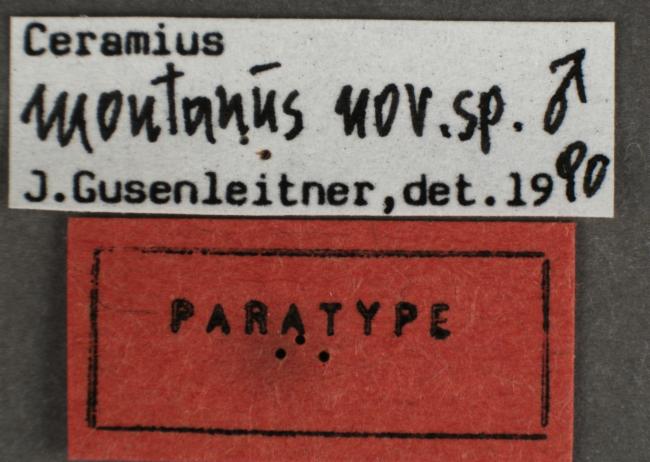 Ceramius
montanus nov.sp. ♂
J.Gusenleitner,det.1990
PARATYPE